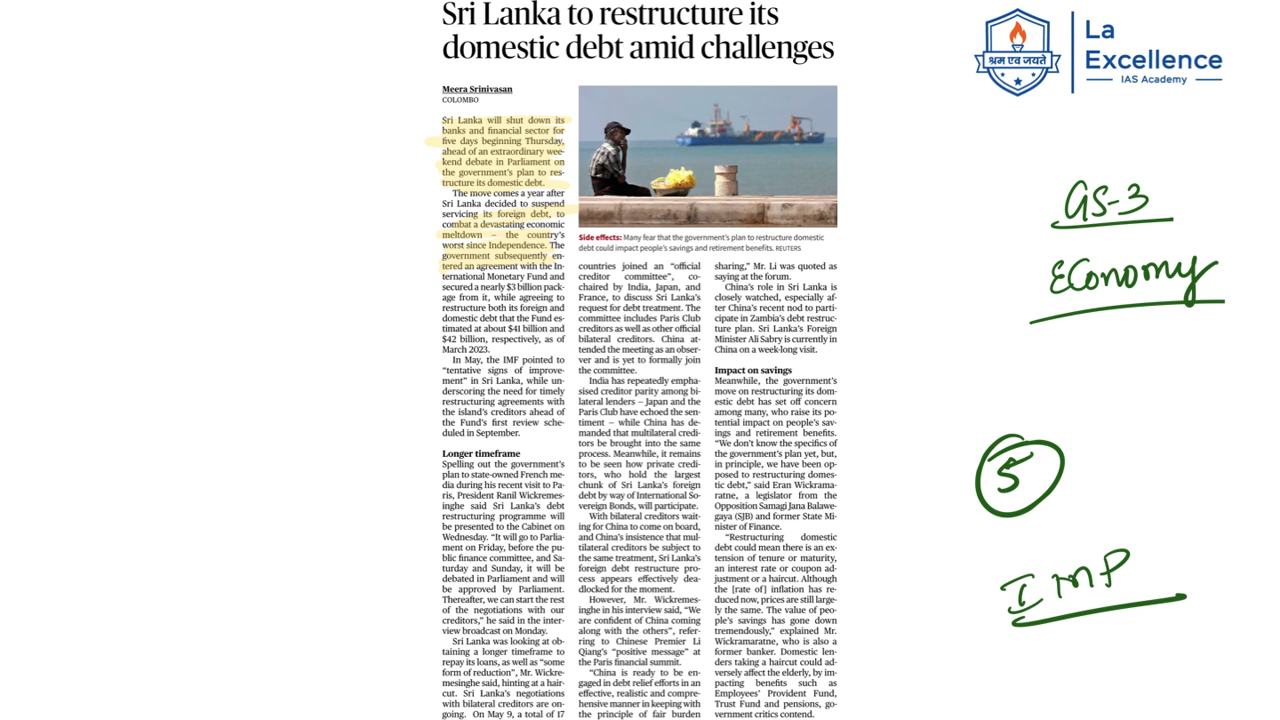 Sri Lanka to restructure its
domestic debt amid challenges
Meera Srinivasan
COLOMBO
Sri Lanka will shut down its
banks and financial sector for
five days beginning Thursday,
ahead of an extraordinary wee-
kend debate in Parliament on
the government's plan to res-
tructure its domestic debt.
The move comes a year after
Sri Lanka decided to suspend
servicing its foreign debt, to
combat a devastating economic
meltdown – the country's
worst since Independence. The
government subsequently en-
tered an agreement with the In-
ternational Monetary Fund and
secured a nearly $3 billion pack-
age from it, while agreeing to
restructure both its foreign and
domestic debt that the Fund es-
timated at about $41 billion and
$42 billion, respectively, as of
March 2023.
In May, the IMF pointed to
"tentative signs of improve-
ment" in Sri Lanka, while un-
derscoring the need for timely
restructuring agreements with
the island's creditors ahead of
the Fund's first review sche-
duled in September.
Longer timeframe
Spelling out the government's
plan to state-owned French me-
dia during his recent visit to Pa-
ris, President Ranil Wickremes-
inghe said Sri Lanka's debt
restructuring programme will
be presented to the Cabinet on
Wednesday. "It will go to Parlia-
ment on Friday, before the pu-
blic finance committee, and Sa-
turday and Sunday, it will be
debated in Parliament and will
be approved by Parliament.
Thereafter, we can start the rest
of the negotiations with our
creditors," he said in the inter-
view broadcast on Monday.
Sri Lanka was looking at ob-
taining a longer timeframe to
repay its loans, as well as "some
form of reduction", Mr. Wickre-
mesinghe said, hinting at a hair-
cut. Sri Lanka's negotiations
with bilateral creditors are on-
going. On May 9, a total of 17
Side effects: Many fear that the government's plan to restructure domestic
debt could impact people's savings and retirement benefits. REUTERS
countries joined an "official
creditor committee", co-
chaired by India, Japan, and
France, to discuss Sri Lanka's
request for debt treatment. The
committee includes Paris Club
creditors as well as other official
bilateral creditors. China at-
tended the meeting as an obser-
ver and is yet to formally join
the committee.
India has repeatedly empha-
sised creditor parity among bi-
lateral lenders – Japan and the
Paris Club have echoed the sen-
timent – while China has de-
manded that multilateral credi-
tors be brought into the same
process. Meanwhile, it remains
to be seen how private credi-
tors, who hold the largest
chunk of Sri Lanka's foreign
debt by way of International So-
vereign Bonds, will participate.
With bilateral creditors wait-
ing for China to come on board,
and China's insistence that mul-
tilateral creditors be subject to
the same treatment, Sri Lanka's
foreign debt restructure pro-
cess appears effectively dea-
dlocked for the moment.
However, Mr. Wickremes-
inghe in his interview said, "We
are confident of China coming
along with the others", refer-
ring to Chinese Premier Li
Qiang's "positive message" at
the Paris financial summit.
"China is ready to be en-
gaged in debt relief efforts in an
effective, realistic and compre-
hensive manner in keeping with
the principle of fair burden
sharing," Mr. Li was quoted as
saying at the forum.
China's role in Sri Lanka is
closely watched, especially af-
ter China's recent nod to parti-
cipate in Zambia's debt restruc-
ture plan. Sri Lanka's Foreign
Minister Ali Sabry is currently in
China on a week-long visit.
Impact on savings
Meanwhile, the government's
move on restructuring its dom-
estic debt has set off concern
among many, who raise its po-
tential impact on people's sav-
ings and retirement benefits.
"We don't know the specifics of
the government's plan yet, but,
in principle, we have been op-
posed to restructuring domes-
tic debt," said Eran Wickrama-
ratne, a legislator from the
Opposition Samagi Jana Balawe-
gaya (SJB) and former State Mi-
nister of Finance.
"Restructuring domestic
debt could mean there is an ex-
tension of tenure or maturity,
an interest rate or coupon ad-
justment or a haircut. Although
the [rate of] inflation has re-
duced now, prices are still large-
ly the same. The value of peo-
ple's savings has gone down
tremendously," explained Mr.
Wickramaratne, who is also a
former banker. Domestic len-
ders taking a haircut could ad-
versely affect the elderly, by im-
pacting benefits such as
Employees' Provident Fund,
Trust Fund and pensions, go-
vernment critics contend.
श्रम एव जयते
La
Excellence
IAS Academy
GS-3
Economy
5
IMP